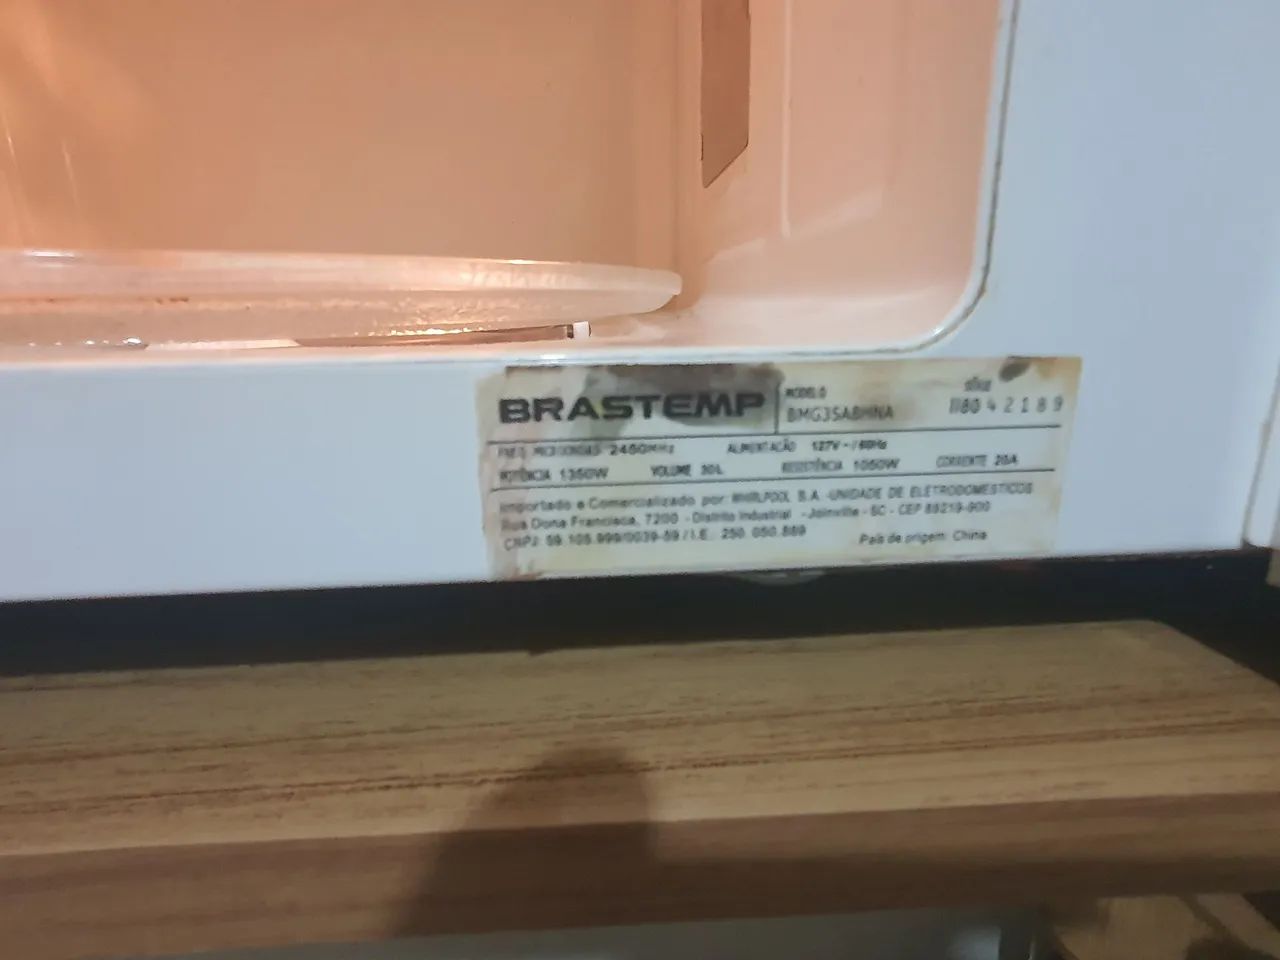 BRASTEMP
MODELO
BMG35ABHNA
1180 4 2 1 8 9
FREQ. MICROONDAS 2450MHz ALIMENTAÇÃO 127V~/60Hz
POTÊNCIA 1350W VOLUME 30L RESISTÊNCIA 1050W CORRENTE 20A
Importado e Comercializado por: WHIRLPOOL S.A -UNIDADE DE ELETRODOMESTICOS
Rua Dona Francisca, 7200 - Distrito Industrial - Joinville - SC - CEP 89219-900
CNPJ: 59.105.999/0039-59 / I.E.: 250.050.889 País de origem: China